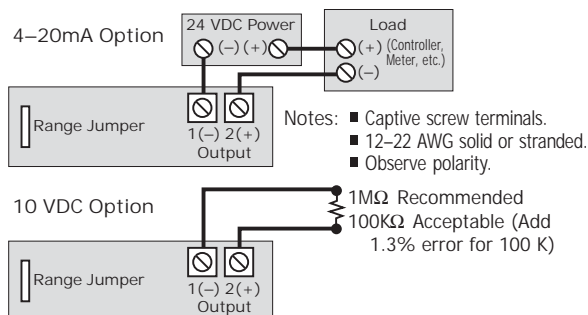 24 VDC Power
Load
4–20mA Option
(–) (+)
(+) (Controller,
Meter, etc.)
(–)
Range Jumper
1(–) 2(+)
Output
Notes: ■ Captive screw terminals.
■ 12–22 AWG solid or stranded.
■ Observe polarity.
10 VDC Option
1MΩ Recommended
100KΩ Acceptable (Add
1.3% error for 100 K)
Range Jumper
1(–) 2(+)
Output